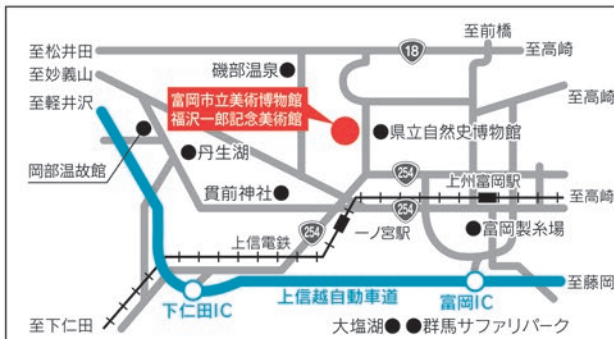 至前橋
18
至松井田
至高崎
磯部温泉
至妙義山
富岡市立美術博物館
福沢一郎記念美術館
至高崎
至軽井沢
県立自然史博物館
岡部温故館
丹生湖
254
上州富岡駅
貫前神社
至高崎
254
254
一ノ宮駅
富岡製糸場
上信電鉄
上信越自動車道
至藤岡
下仁田IC
富岡IC
至下仁田
大塩湖
群馬サファリパーク